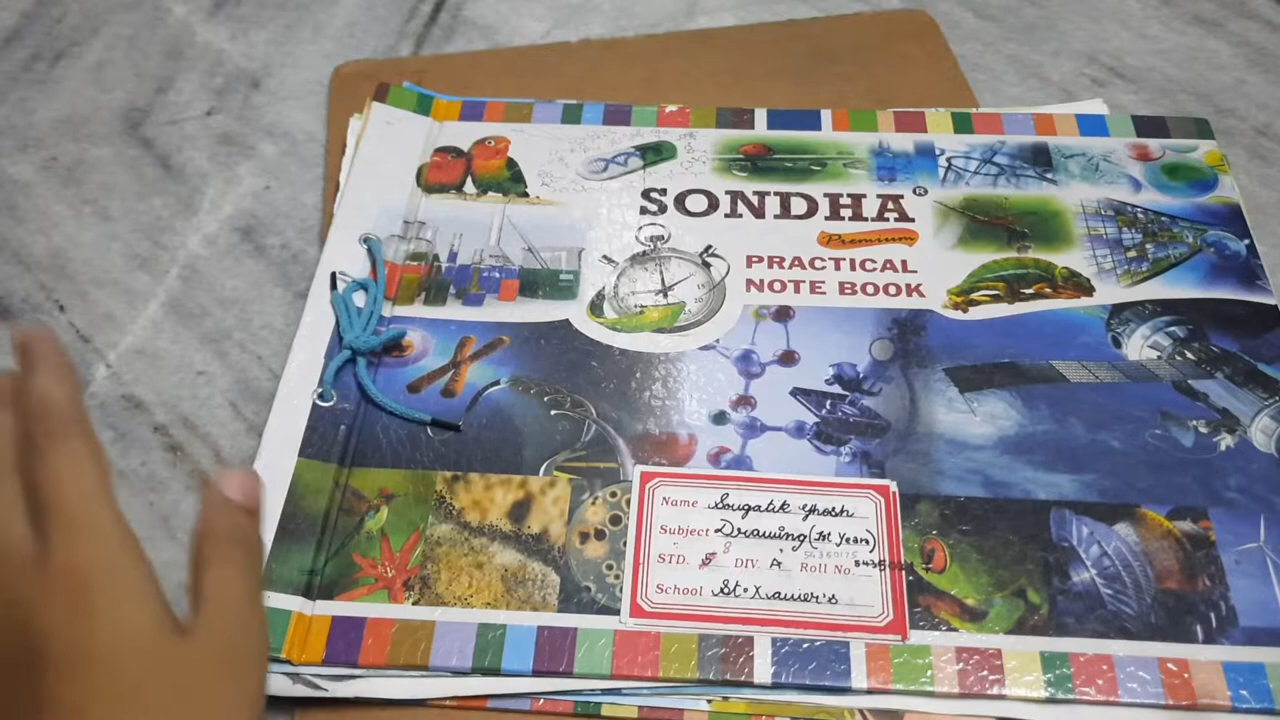 SONDHA®
Premium
PRACTICAL
NOTE BOOK
Name Sougatik Ghosh
Subject Drawing (1st Year)
STD. 8 DIV. A Roll No. 54360175
School St. Xavier's